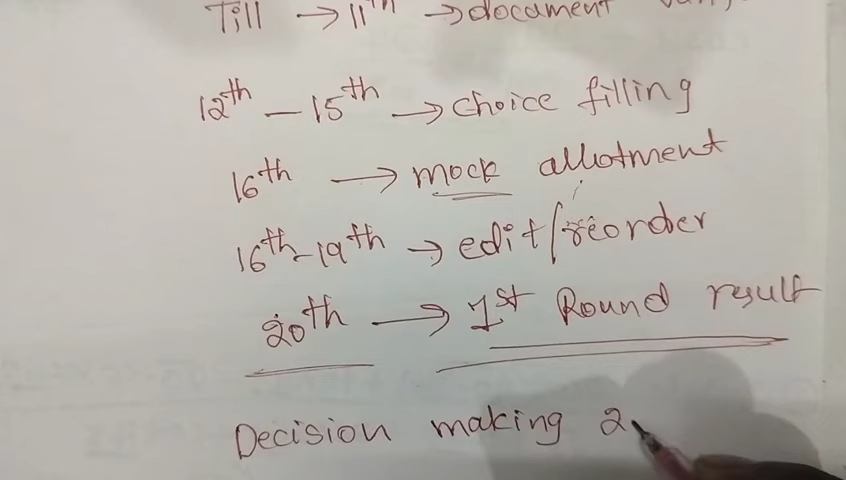 Till → 11th → document
12th – 15th → choice filling
16th → mock allotment
16th – 19th → edit/reorder
20th → 1st Round result
Decision making 2